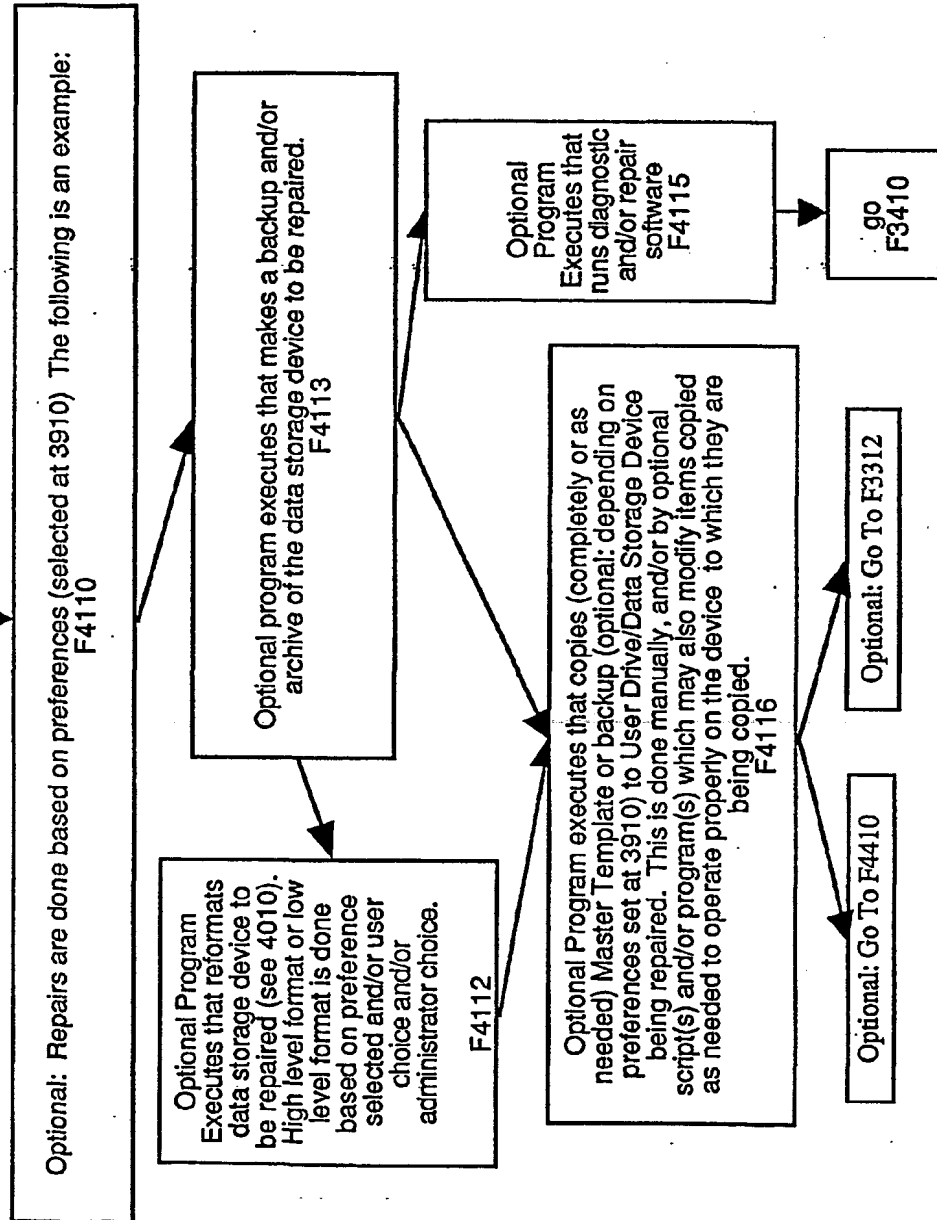 Optional: Repairs are done based on preferences (selected at 3910) The following is an example:
F4110
Optional program executes that makes a backup and/or
archive of the data storage device to be repaired.
F4113
Optional Program
Executes that reformats
data storage device to
be repaired (see 4010).
High level format or low
level format is done
based on preference
selected and/or user
choice and/or
administrator choice.
F4112
Optional
Program
Executes that
runs diagnostic
and/or repair
software
F4115
Optional Program executes that copies (completely or as
needed) Master Template or backup (optional: depending on
preferences set at 3910) to User Drive/Data Storage Device
being repaired. This is done manually, and/or by optional
script(s) and/or program(s) which may also modify items copied
as needed to operate properly on the device to which they are
being copied.
F4116
go
F3410
Optional: Go To F4410
Optional: Go To F3312